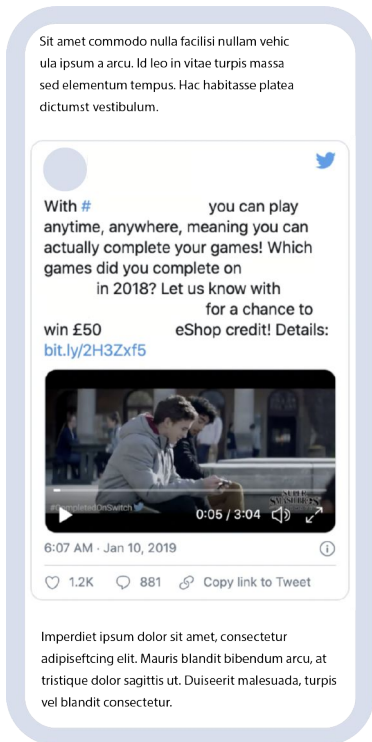 Sit amet commodo nulla facilisi nullam vehic
ula ipsum a arcu. Id leo in vitae turpis massa
sed elementum tempus. Hac habitasse platea
dictumst vestibulum.
With # you can play
anytime, anywhere, meaning you can
actually complete your games! Which
games did you complete on
in 2018? Let us know with
for a chance to
win £50 eShop credit! Details:
bit.ly/2H3Zxf5
SUPER
SMASH BROS
#CompletedOnSwitch
0:05 / 3:04
6:07 AM · Jan 10, 2019
1.2K 881 Copy link to Tweet
Imperdiet ipsum dolor sit amet, consectetur
adipiseftcing elit. Mauris blandit bibendum arcu, at
tristique dolor sagittis ut. Duiseerit malesuada, turpis
vel blandit consectetur.